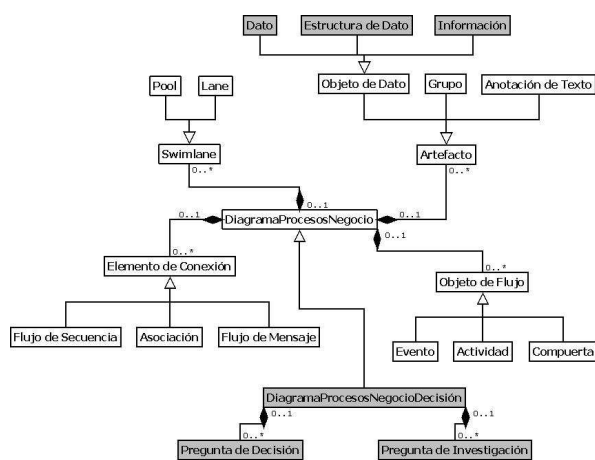 Dato Estructura de Dato Información
Objeto de Dato Grupo Anotación de Texto
Pool Lane
Swimlane Artefacto
0..* 0..*
0..1
0..1 DiagramaProcesosNegocio 0..1
0..1
0..* 0..*
Elemento de Conexión Objeto de Flujo
Flujo de Secuencia Asociación Flujo de Mensaje
Evento Actividad Compuerta
DiagramaProcesosNegocioDecisión
0..1 0..1
0..* 0..*
Pregunta de Decisión Pregunta de Investigación